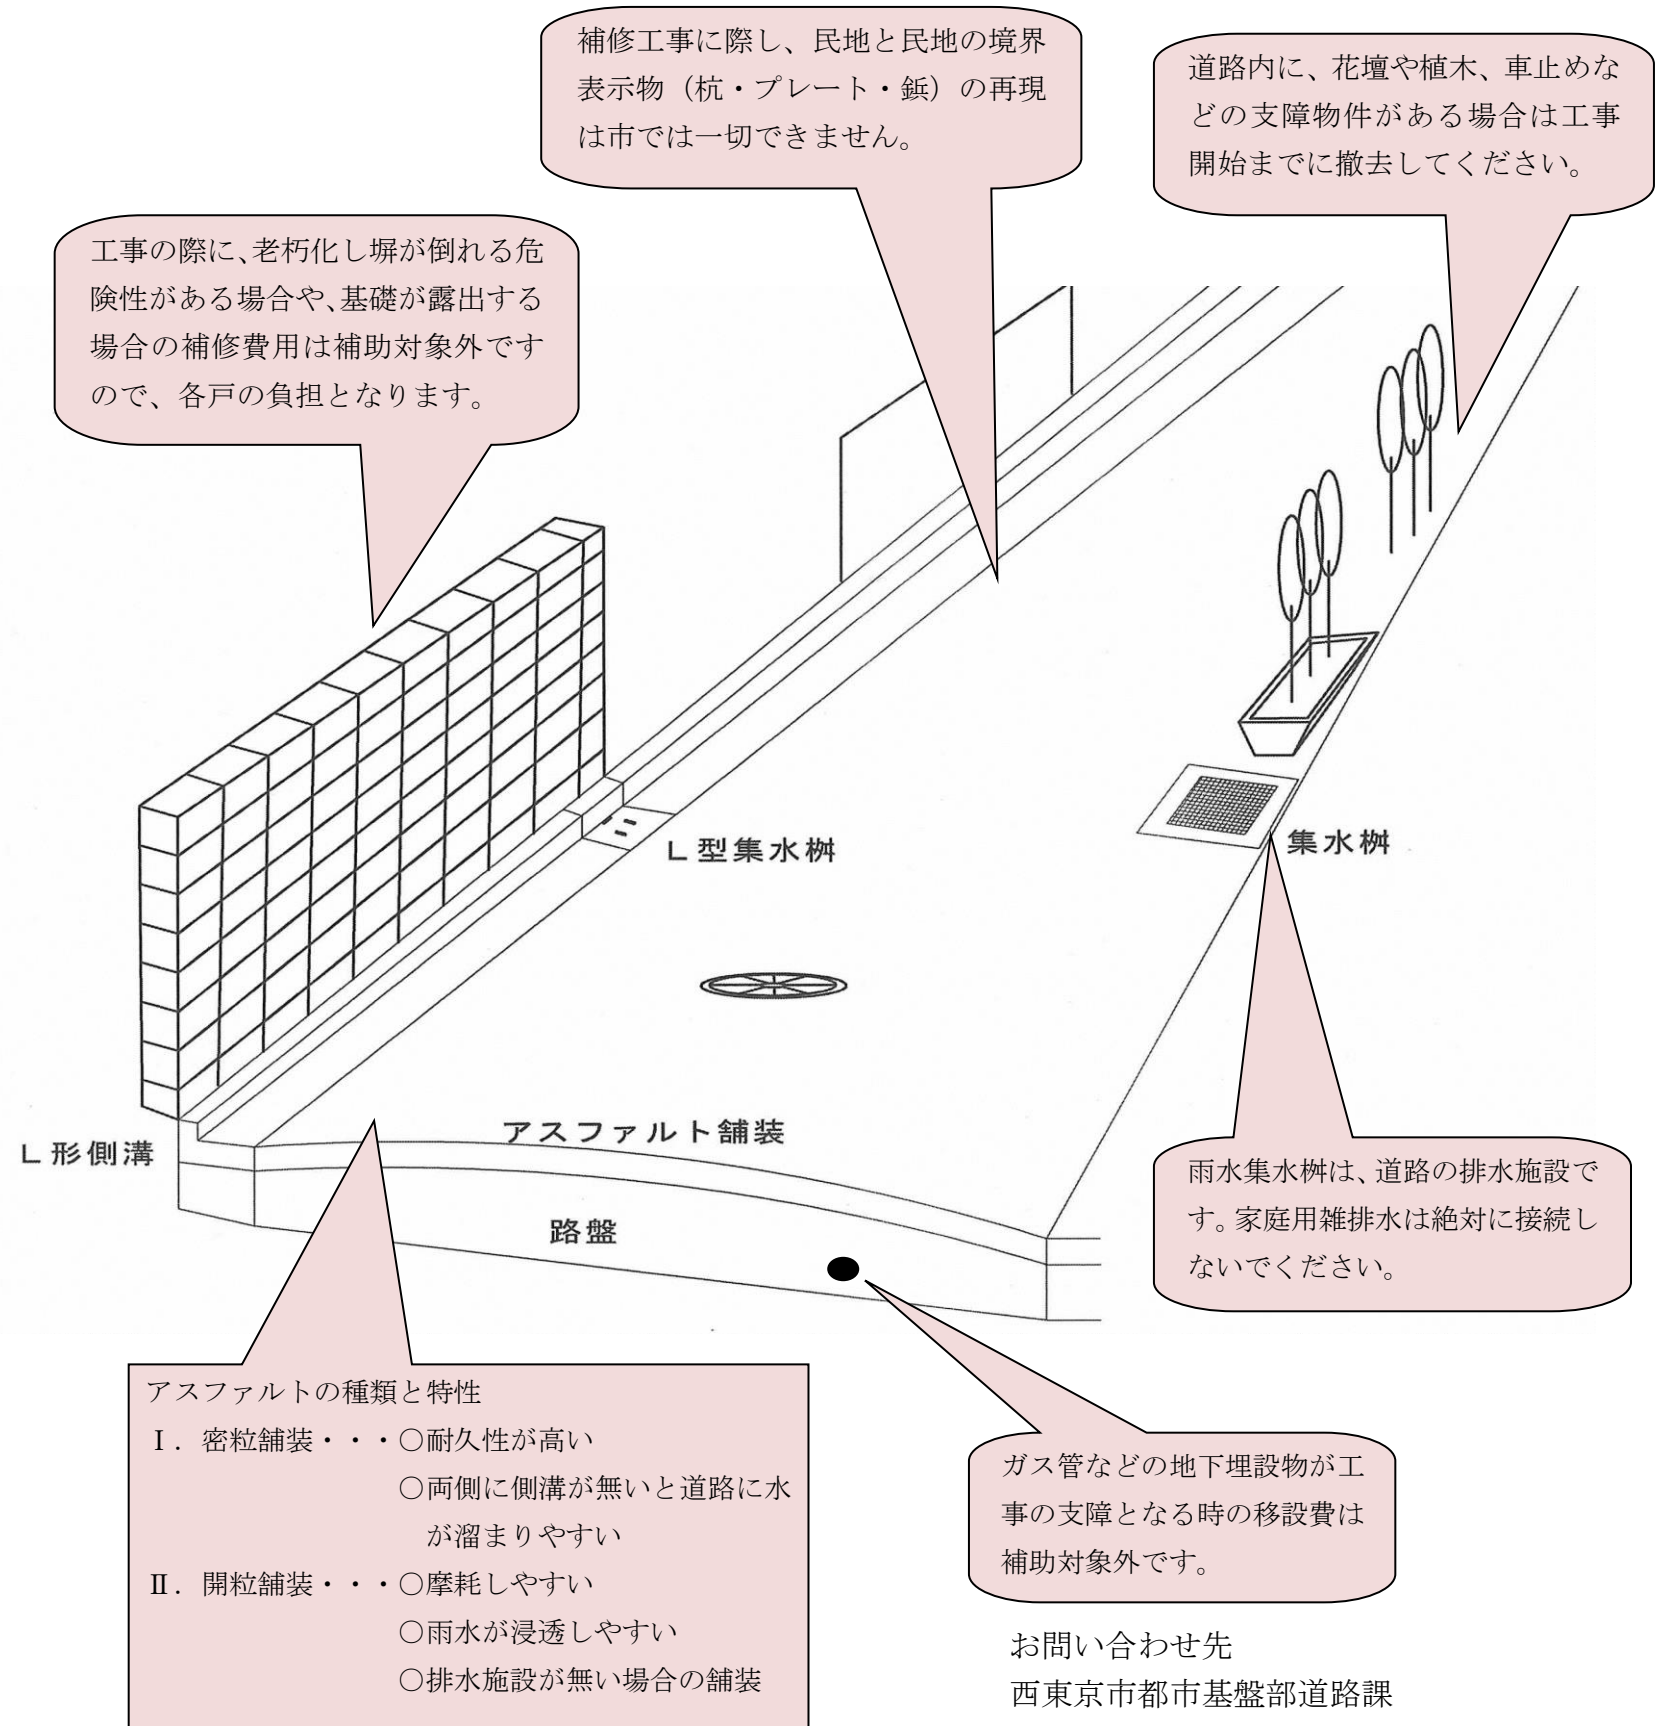 補修工事に際し、民地と民地の境界
表示物（杭・プレート・鋲）の再現
は市では一切できません。
道路内に、花壇や植木、車止めな
どの支障物件がある場合は工事
開始までに撤去してください。
工事の際に、老朽化し塀が倒れる危
険性がある場合や、基礎が露出する
場合の補修費用は補助対象外です
ので、各戸の負担となります。
L型集水桝
集水桝
アスファルト舗装
L形側溝
路盤
雨水集水桝は、道路の排水施設で
す。家庭用雑排水は絶対に接続し
ないでください。
アスファルトの種類と特性
Ⅰ．密粒舗装・・・○耐久性が高い
○両側に側溝が無いと道路に水
が溜まりやすい
Ⅱ．開粒舗装・・・○摩耗しやすい
○雨水が浸透しやすい
○排水施設が無い場合の舗装
ガス管などの地下埋設物が工
事の支障となる時の移設費は
補助対象外です。
お問い合わせ先
西東京市都市基盤部道路課